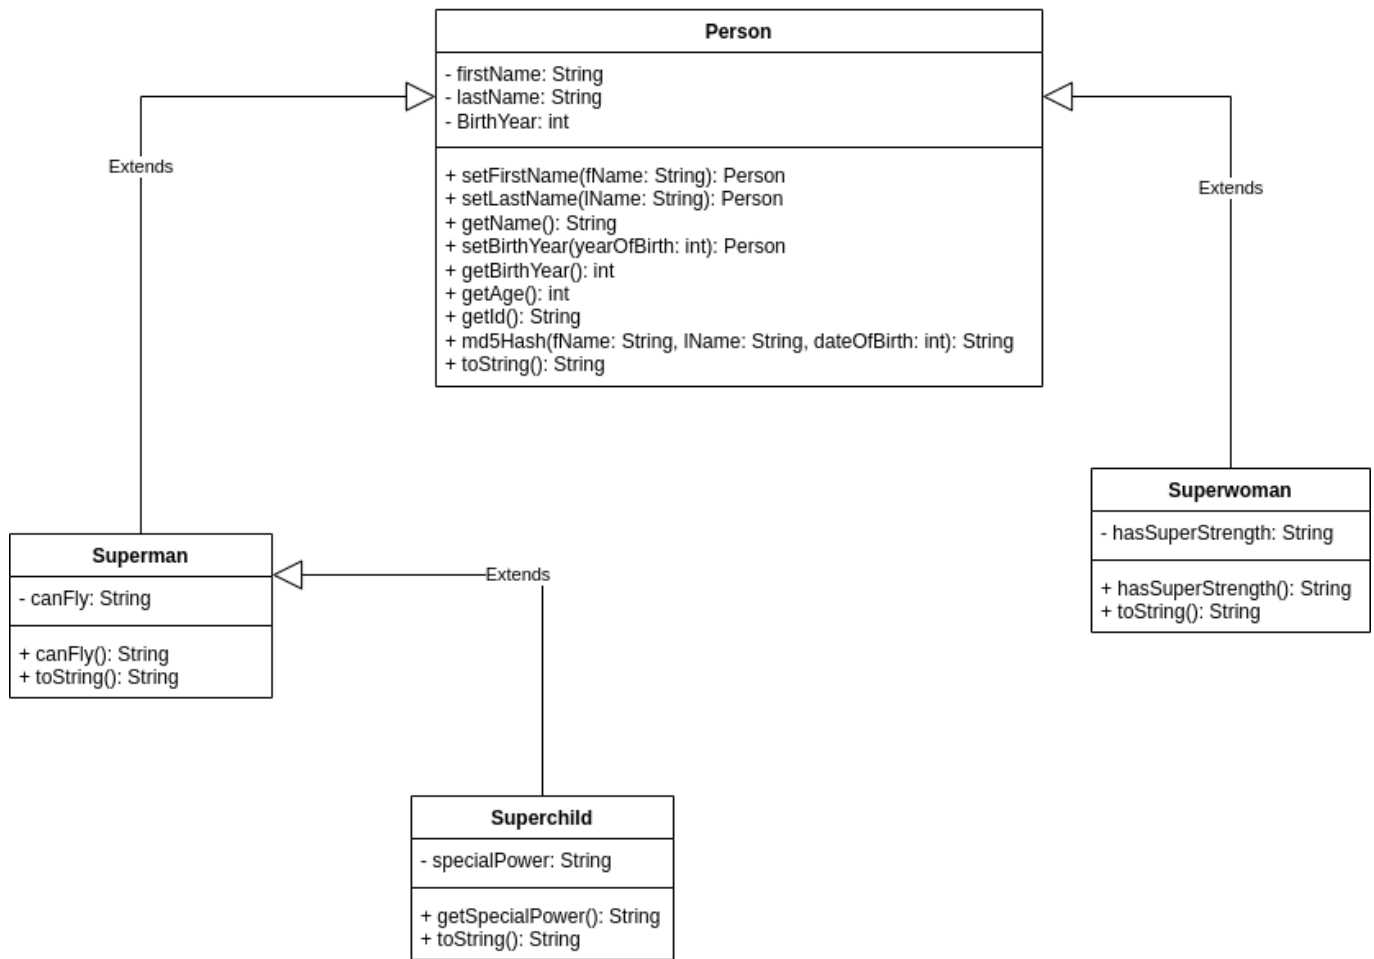 Person
- firstName: String
- lastName: String
- BirthYear: int
+ setFirstName(fName: String): Person
+ setLastName(lName: String): Person
+ getName(): String
+ setBirthYear(yearOfBirth: int): Person
+ getBirthYear(): int
+ getAge(): int
+ getId(): String
+ md5Hash(fName: String, lName: String, dateOfBirth: int): String
+ toString(): String
Extends
Extends
Superwoman
- hasSuperStrength: String
+ hasSuperStrength(): String
+ toString(): String
Superman
- canFly: String
+ canFly(): String
+ toString(): String
Extends
Superchild
- specialPower: String
+ getSpecialPower(): String
+ toString(): String